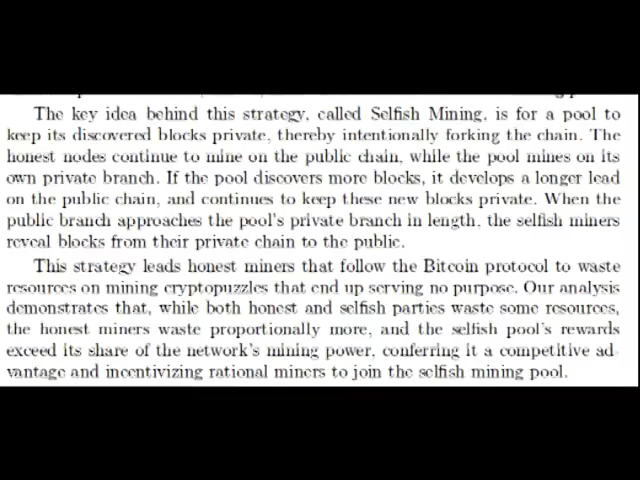 The key idea behind this strategy, called Selfish Mining, is for a pool to
keep its discovered blocks private, thereby intentionally forking the chain. The
honest nodes continue to mine on the public chain, while the pool mines on its
own private branch. If the pool discovers more blocks, it develops a longer lead
on the public chain, and continues to keep these new blocks private. When the
public branch approaches the pool's private branch in length, the selfish miners
reveal blocks from their private chain to the public.
This strategy leads honest miners that follow the Bitcoin protocol to waste
resources on mining cryptopuzzles that end up serving no purpose. Our analysis
demonstrates that, while both honest and selfish parties waste some resources,
the honest miners waste proportionally more, and the selfish pool's rewards
exceed its share of the network's mining power, conferring it a competitive ad
vantage and incentivizing rational miners to join the selfish mining pool.